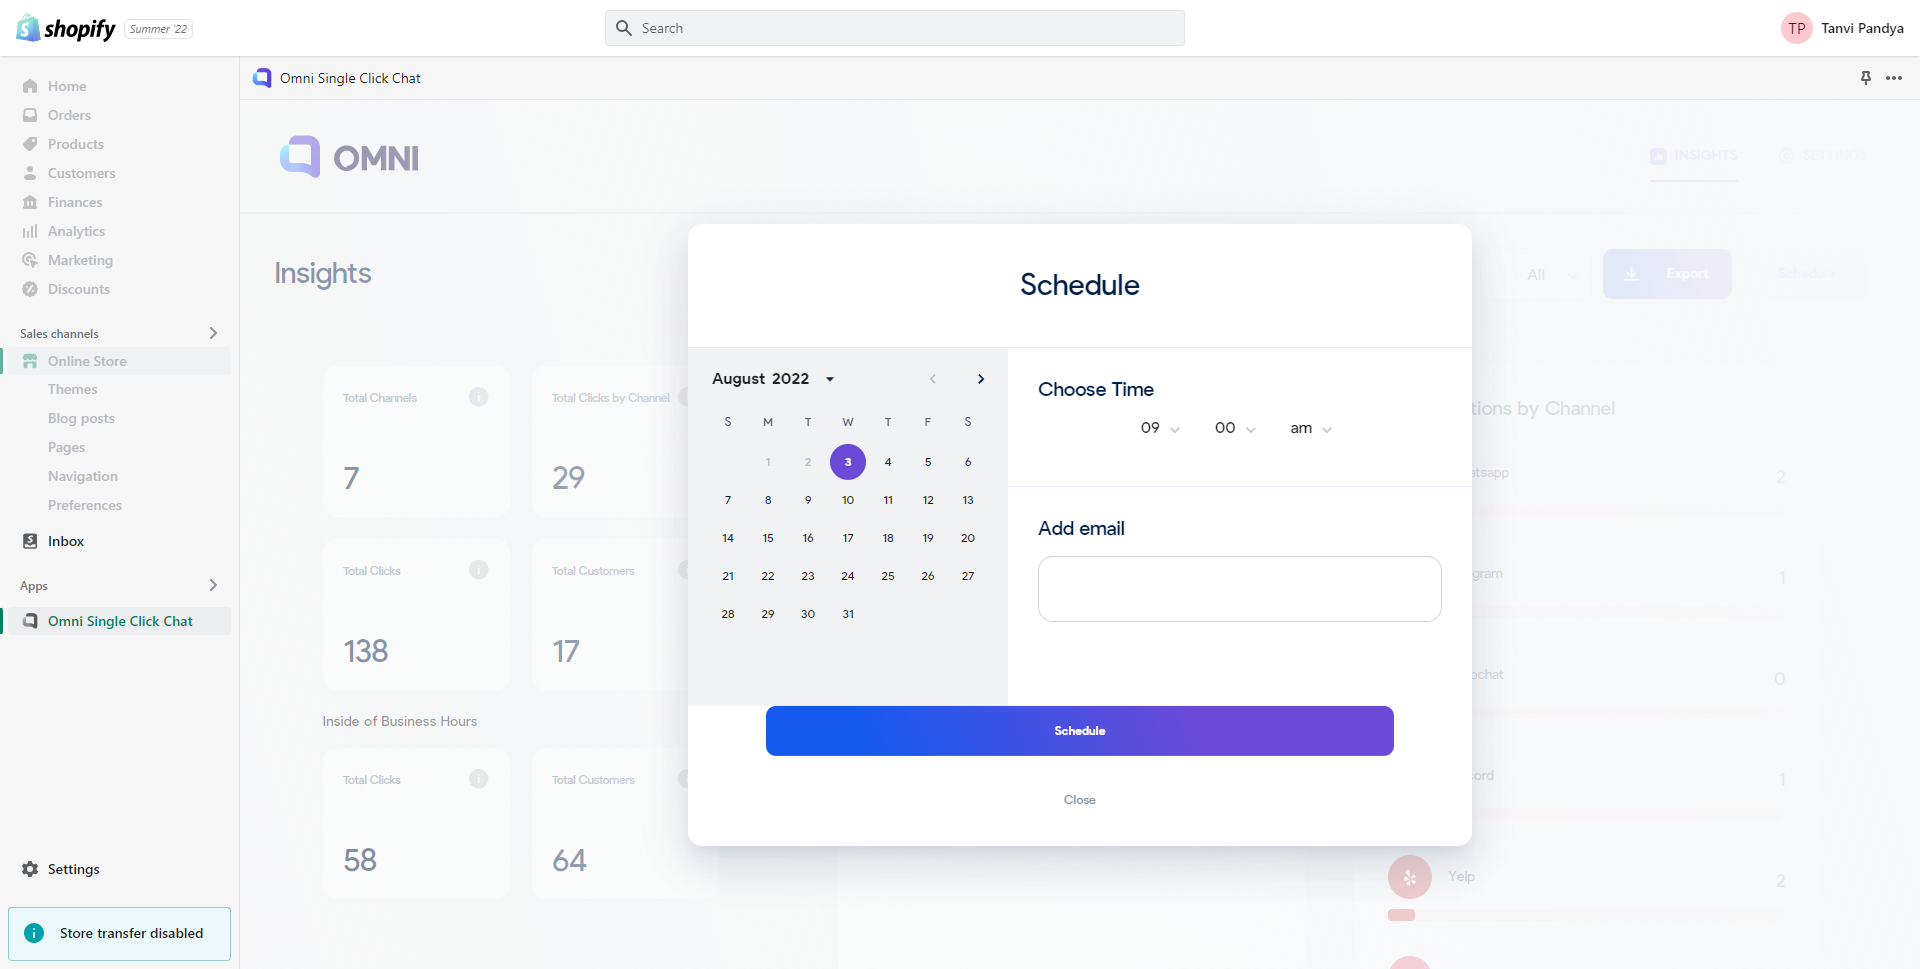 shopify Summer '22
Search
TP Tanvi Pandya
Home
Orders
Products
Customers
Finances
Analytics
Marketing
Discounts
Sales channels
Online Store
Themes
Blog posts
Pages
Navigation
Preferences
Inbox
Apps
Omni Single Click Chat
Settings
Store transfer disabled
Omni Single Click Chat
OMNI
INSIGHTS SETTINGS
Insights
All Export Schedule
Total Channels
7
Total Clicks by Channel
29
Total Clicks
138
Total Customers
17
Inside of Business Hours
Total Clicks
58
Total Customers
64
Schedule
August 2022
S M T W T F S
1 2 3 4 5 6
7 8 9 10 11 12 13
14 15 16 17 18 19 20
21 22 23 24 25 26 27
28 29 30 31
Choose Time
09 00 am
Add email
Schedule
Close
tions by Channel
atsapp 2
gram 1
ochat 0
cord 1
Yelp 2